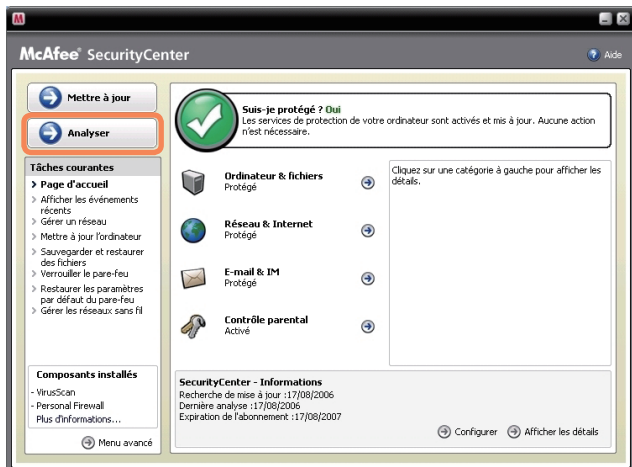 M
McAfee® SecurityCenter
Aide
Mettre à jour
Analyser
Tâches courantes
Page d'accueil
Afficher les événements
récents
Gérer un réseau
Mettre à jour l'ordinateur
Sauvegarder et restaurer
des fichiers
Verrouiller le pare-feu
Restaurer les paramètres
par défaut du pare-feu
Gérer les réseaux sans fil
Composants installés
- VirusScan
- Personal Firewall
Plus d'informations...
Menu avancé
Suis-je protégé ? Oui
Les services de protection de votre ordinateur sont activés et mis à jour. Aucune action
n'est nécessaire.
Ordinateur & fichiers
Protégé
Réseau & Internet
Protégé
E-mail & IM
Protégé
Contrôle parental
Activé
Cliquez sur une catégorie à gauche pour afficher les
détails.
SecurityCenter - Informations
Recherche de mise à jour :17/08/2006
Dernière analyse :17/08/2006
Expiration de l'abonnement :17/08/2007
Configurer
Afficher les détails